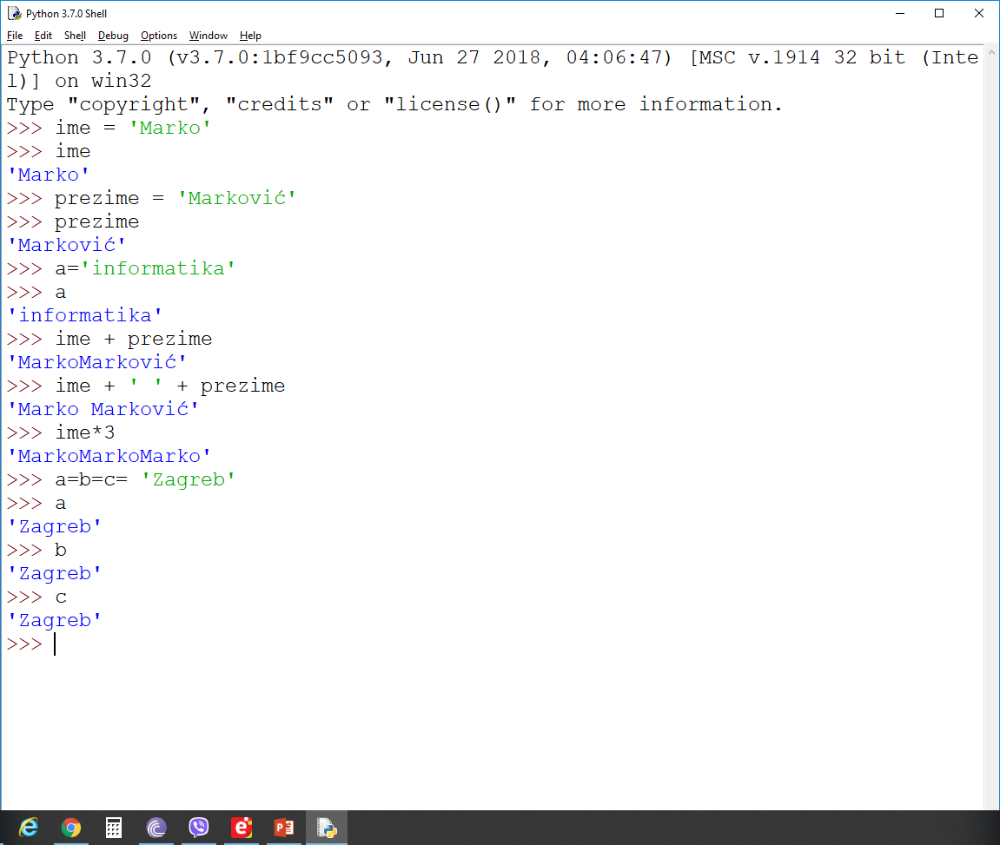 Python 3.7.0 Shell
File Edit Shell Debug Options Window Help
Python 3.7.0 (v3.7.0:1bf9cc5093, Jun 27 2018, 04:06:47) [MSC v.1914 32 bit (Inte
l)] on win32
Type "copyright", "credits" or "license()" for more information.
>>> ime = 'Marko'
>>> ime
'Marko'
>>> prezime = 'Marković'
>>> prezime
'Marković'
>>> a='informatika'
>>> a
'informatika'
>>> ime + prezime
'MarkoMarković'
>>> ime + ' ' + prezime
'Marko Marković'
>>> ime*3
'MarkoMarkoMarko'
>>> a=b=c= 'Zagreb'
>>> a
'Zagreb'
>>> b
'Zagreb'
>>> c
'Zagreb'
>>>